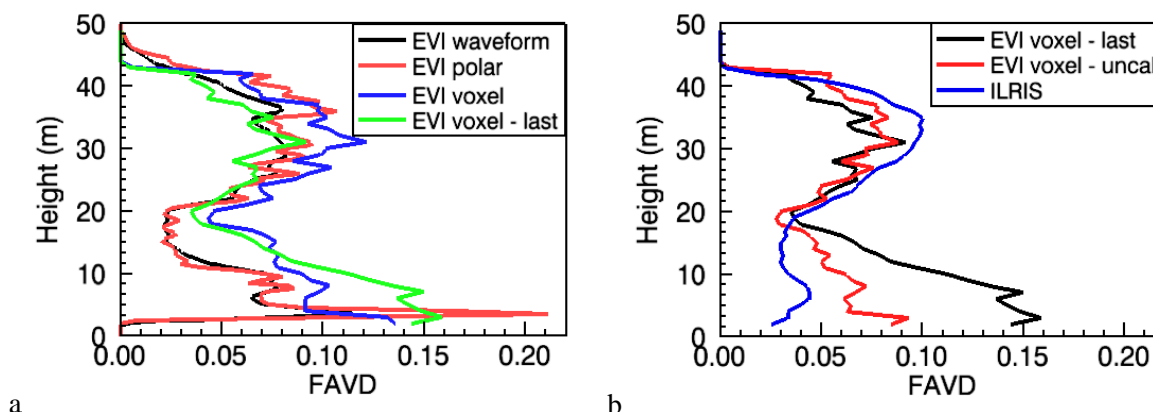 50
40
30
20
10
0
Height (m)
EVI waveform
EVI polar
EVI voxel
EVI voxel - last
0.00 0.05 0.10 0.15 0.20
FAVD
a
50
40
30
20
10
0
Height (m)
EVI voxel - last
EVI voxel - uncal
ILRIS
0.00 0.05 0.10 0.15 0.20
FAVD
b